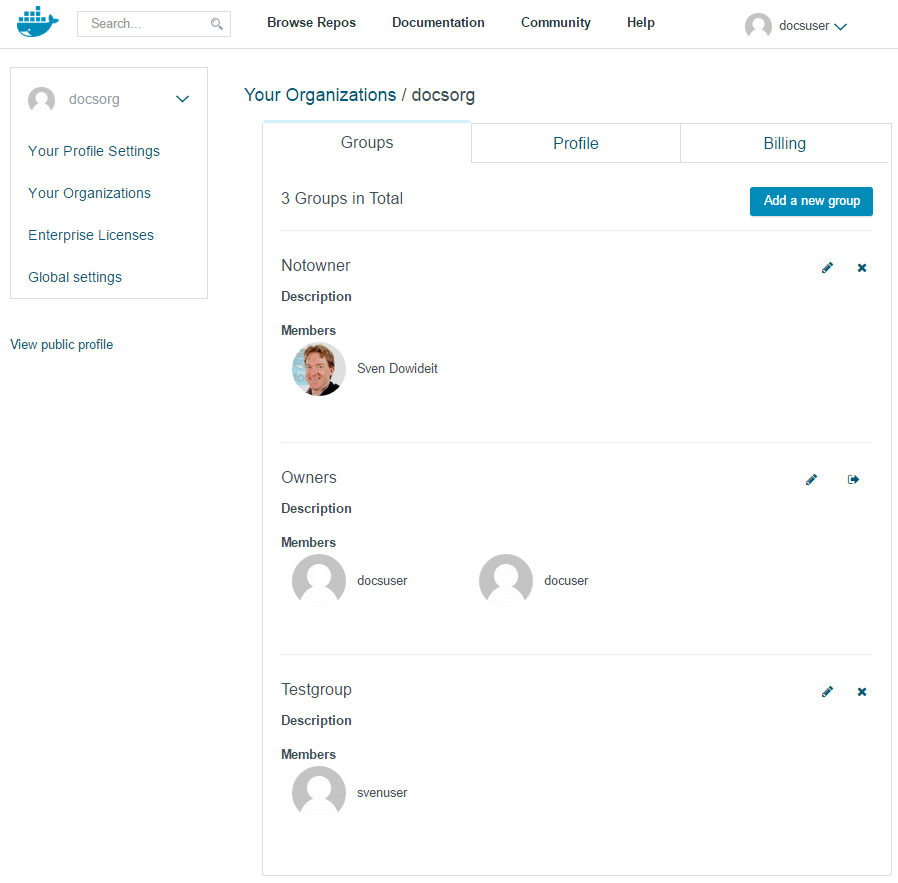 Search...
Browse Repos Documentation Community Help docsuser
docsorg
Your Profile Settings
Your Organizations
Enterprise Licenses
Global settings
View public profile
Your Organizations / docsorg
Groups Profile Billing
3 Groups in Total Add a new group
Notowner
Description
Members
Sven Dowideit
Owners
Description
Members
docsuser docuser
Testgroup
Description
Members
svenuser